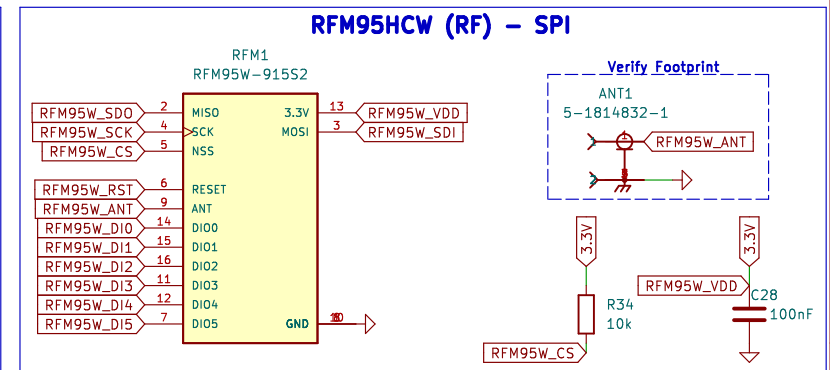 RFM95HCW (RF) - SPI
RFM1
RFM95W-915S2
RFM95W_SDO 2 MISO 3.3V 13 RFM95W_VDD
RFM95W_SCK 4 SCK MOSI 3 RFM95W_SDI
RFM95W_CS 5 NSS
RFM95W_RST 6 RESET
RFM95W_ANT 9 ANT
RFM95W_DI0 14 DIO0
RFM95W_DI1 15 DIO1
RFM95W_DI2 16 DIO2
RFM95W_DI3 11 DIO3
RFM95W_DI4 12 DIO4
RFM95W_DI5 7 DIO5 GND
Verify Footprint
ANT1
5-1814832-1
1 RFM95W_ANT
3.3V
R34
10k
RFM95W_CS
3.3V
RFM95W_VDD
C28
100nF